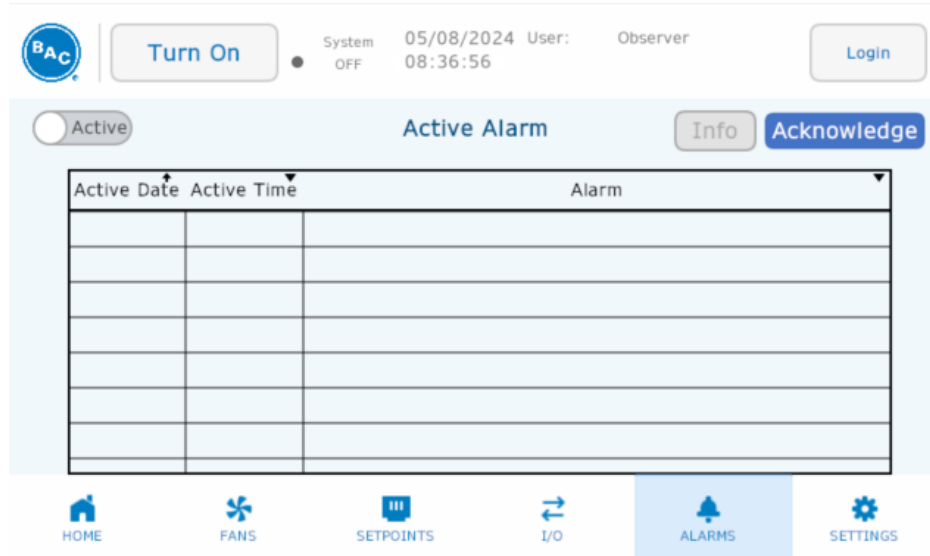 BAC
Turn On
System
OFF
05/08/2024 User: Observer
08:36:56
Login
Active
Active Alarm
Info
Acknowledge
Active Date Active Time Alarm
HOME FANS SETPOINTS I/O ALARMS SETTINGS